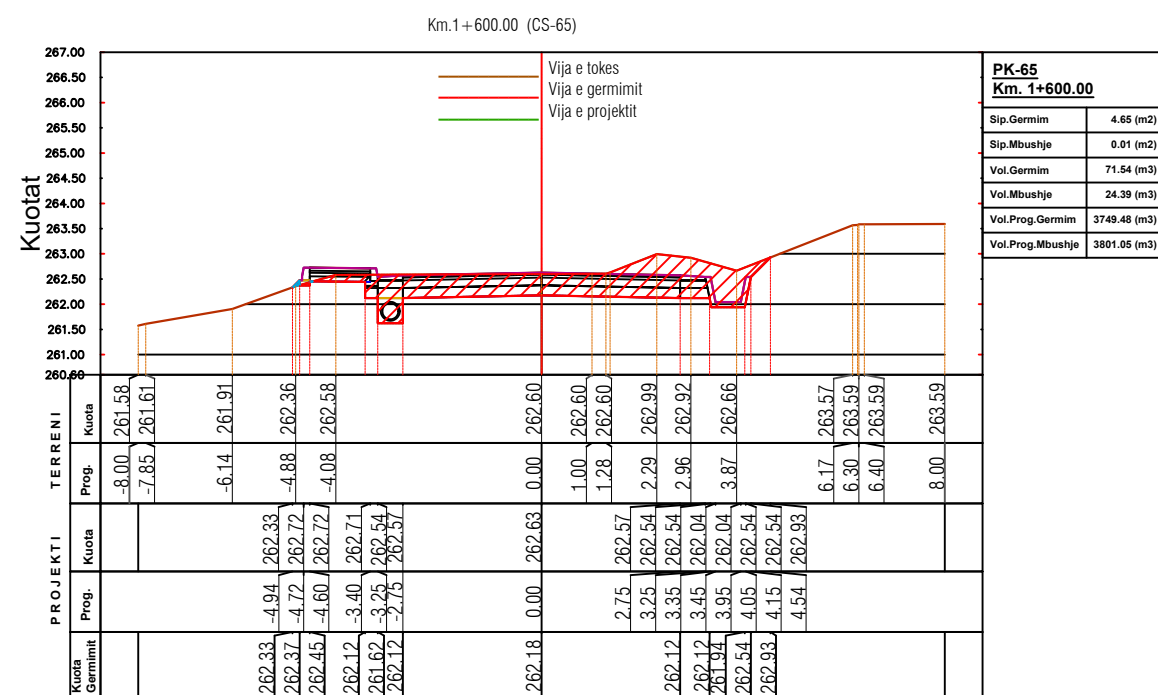 Km.1+600.00 (CS-65)
267.00
266.50
266.00
265.50
265.00
264.50
264.00
263.50
263.00
262.50
262.00
261.50
261.00
260.60
Kuotat
Vija e tokes
Vija e germimit
Vija e projektit
PK-65
Km. 1+600.00
Sip.Germim 4.65 (m2)
Sip.Mbushje 0.01 (m2)
Vol.Germim 71.54 (m3)
Vol.Mbushje 24.39 (m3)
Vol.Prog.Germim 3749.48 (m3)
Vol.Prog.Mbushje 3801.05 (m3)
TERRENI
Kuota 261.58 261.61 261.91 262.36 262.58 262.60 262.60 262.60 262.99 262.92 262.66 263.57 263.59 263.59 263.59
Prog. -8.00 -7.85 -6.14 -4.88 -4.08 0.00 1.00 1.28 2.29 2.96 3.87 6.17 6.30 6.40 8.00
PROJEKTI
Kuota 262.33 262.72 262.72 262.71 262.54 262.57 262.63 262.57 262.54 262.54 262.04 262.04 262.54 262.54 262.93
Prog. -4.94 -4.72 -4.60 -3.40 -3.25 -2.75 0.00 2.75 3.25 3.35 3.45 3.95 4.05 4.15 4.54
Kuota Germimit 262.33 262.37 262.45 262.12 261.62 262.12 262.18 262.12 262.12 261.94 262.54 262.93